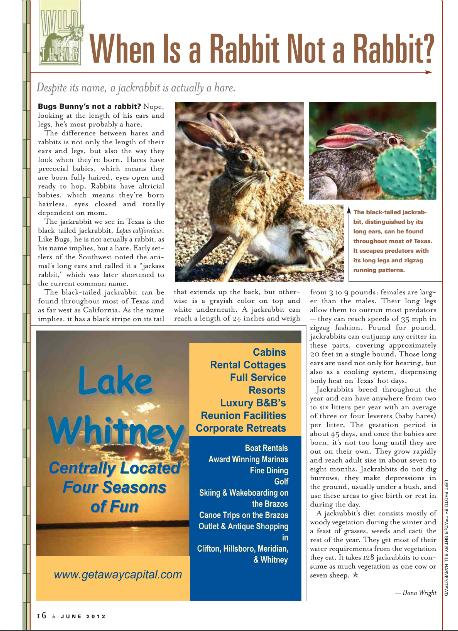 WILD
THING
When Is a Rabbit Not a Rabbit?
Despite its name, a jackrabbit is actually a hare.
Bugs Bunny's not a rabbit? Nope,
looking at the length of his ears and
legs, he's most probably a hare.
The difference between hares and
rabbits is not only the length of their
ears and legs, but also the way they
look when they're born. Hares have
precocial babies, which means they
are born fully haired, eyes open and
ready to hop. Rabbits have altricial
babies, which means they're born
hairless, eyes closed and totally
dependent on mom.
The jackrabbit we see in Texas is the
black-tailed jackrabbit, Lepus californicus.
Like Bugs, he is not actually a rabbit, as
his name implies, but a hare. Early set-
tlers of the Southwest noted the ani-
mal's long ears and called it a "jackass
rabbit," which was later shortened to
the current common name.
The black-tailed jackrabbit can be
found throughout most of Texas and
as far west as California. As the name
implies, it has a black stripe on its tail
that extends up the back, but other-
wise is a grayish color on top and
white underneath. A jackrabbit can
reach a length of 24 inches and weigh
The black-tailed jackrab-
bit, distinguished by its
long ears, can be found
throughout most of Texas.
It escapes predators with
its long legs and zigzag
running patterns.
from 3 to 9 pounds; females are larg-
er than the males. Their long legs
allow them to outrun most predators
— they can reach speeds of 35 mph in
zigzag fashion. Pound for pound,
jackrabbits can outjump any critter in
these parts, covering approximately
20 feet in a single bound. Those long
ears are used not only for hearing, but
also as a cooling system, dispensing
body heat on Texas' hot days.
Jackrabbits breed throughout the
year and can have anywhere from two
to six litters per year with an average
of three or four leverets (baby hares)
per litter. The gestation period is
about 45 days, and once the babies are
born, it's not too long until they are
out on their own. They grow rapidly
and reach adult size in about seven to
eight months. Jackrabbits do not dig
burrows, they make depressions in
the ground, usually under a bush, and
use these areas to give birth or rest in
during the day.
A jackrabbit's diet consists mostly of
woody vegetation during the winter and
a feast of grasses, weeds and cacti the
rest of the year. They get most of their
water requirements from the vegetation
they eat. It takes 128 jackrabbits to con-
sume as much vegetation as one cow or
seven sheep. ★
— Dana Wright
Lake
Whitney
Centrally Located
Four Seasons
of Fun
www.getawaycapital.com
Cabins
Rental Cottages
Full Service
Resorts
Luxury B&B's
Reunion Facilities
Corporate Retreats
Boat Rentals
Award Winning Marinas
Fine Dining
Golf
Skiing & Wakeboarding on
the Brazos
Canoe Trips on the Brazos
Outlet & Antique Shopping
in
Clifton, Hillsboro, Meridian,
& Whitney
16 ★ JUNE 2012